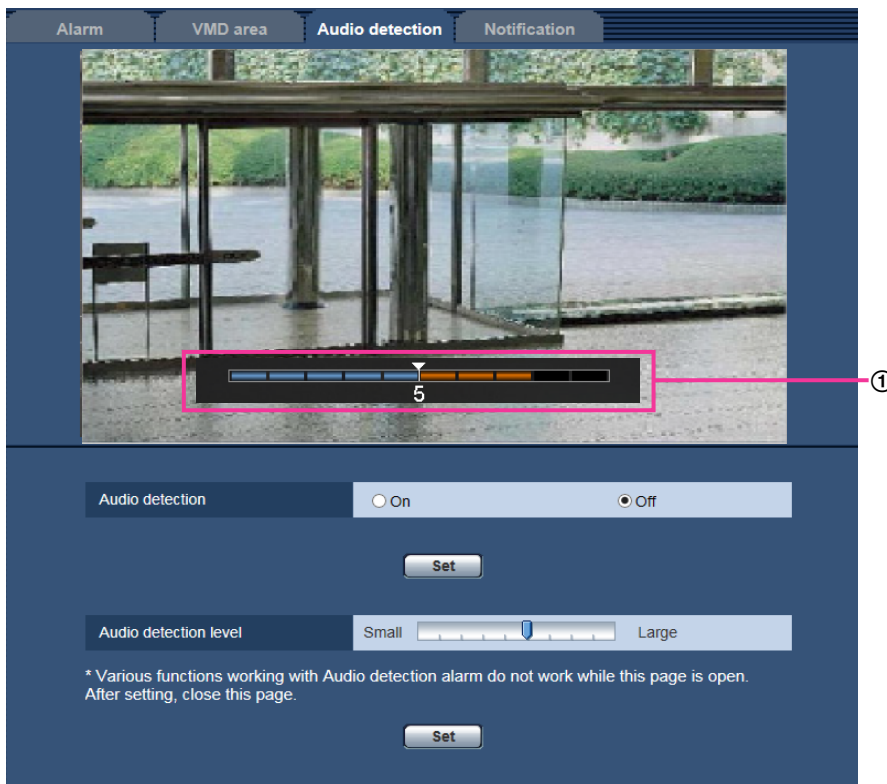 Alarm VMD area Audio detection Notification
5
①
Audio detection On Off
Set
Audio detection level Small Large
* Various functions working with Audio detection alarm do not work while this page is open.
After setting, close this page.
Set